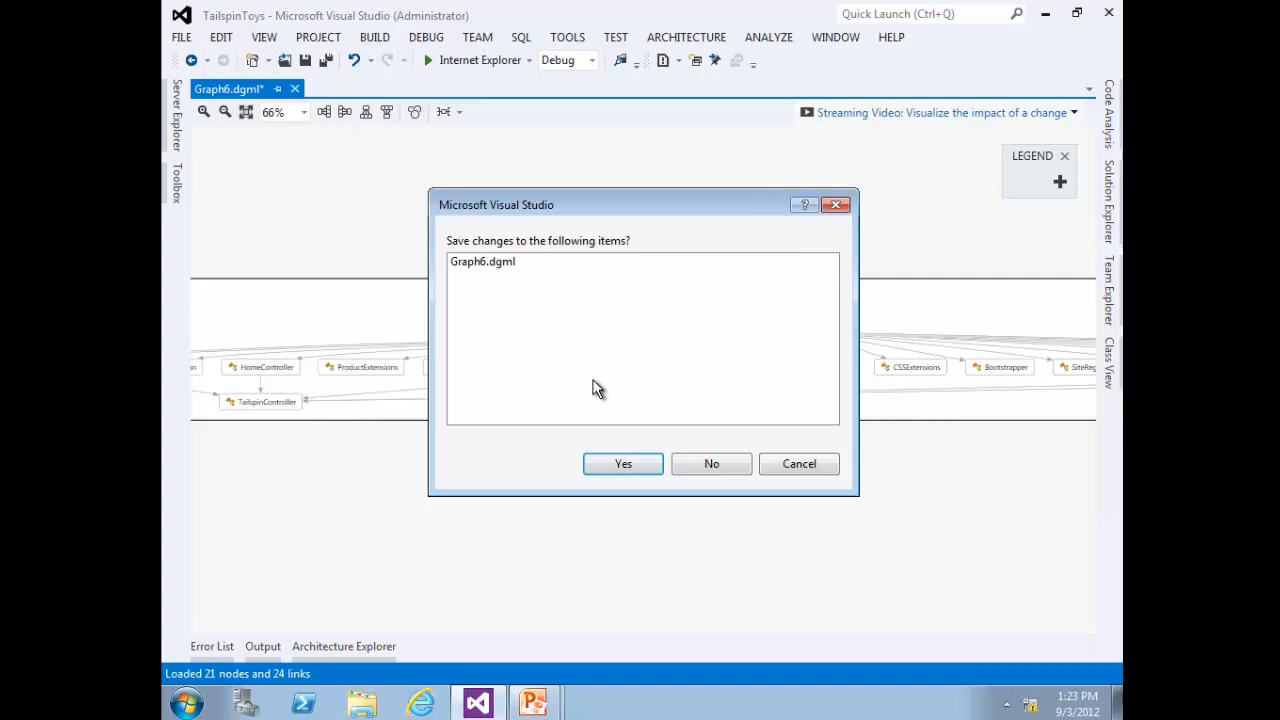 TailspinToys - Microsoft Visual Studio (Administrator)
Quick Launch (Ctrl+Q)
FILE EDIT VIEW PROJECT BUILD DEBUG TEAM SQL TOOLS TEST ARCHITECTURE ANALYZE WINDOW HELP
Internet Explorer Debug
Graph6.dgml*
66%
Streaming Video: Visualize the impact of a change
Server Explorer
Toolbox
LEGEND
Code Analysis
Solution Explorer
Team Explorer
Class View
Microsoft Visual Studio
Save changes to the following items?
Graph6.dgml
Yes No Cancel
HomeController ProductExtensions CSSExtensions Bootstrapper SiteReg
TailspinController
Error List Output Architecture Explorer
Loaded 21 nodes and 24 links
1:23 PM
9/3/2012